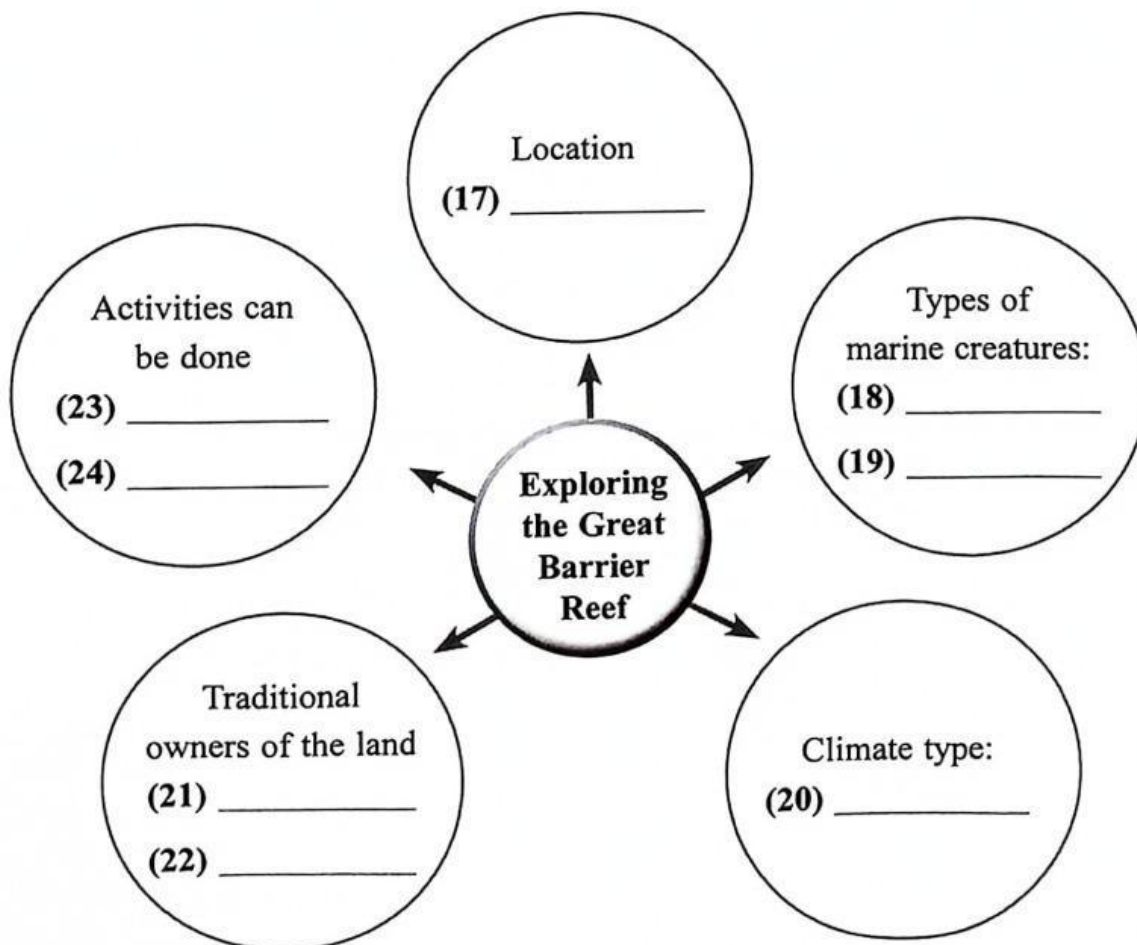 Location
(17) ____________
Activities can
be done
(23) ____________
(24) ____________
Types of
marine creatures:
(18) ____________
(19) ____________
Exploring
the Great
Barrier
Reef
Traditional
owners of the land
(21) ____________
(22) ____________
Climate type:
(20) ____________